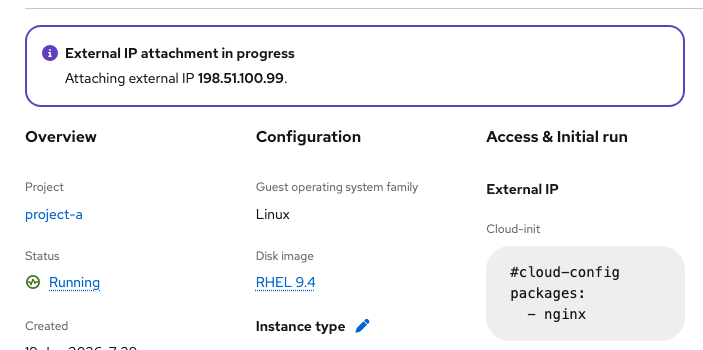 External IP attachment in progress
Attaching external IP 198.51.100.99.
Overview
Project
project-a
Status
Running
Created
Configuration
Guest operating system family
Linux
Disk image
RHEL 9.4
Instance type
Access & Initial run
External IP
Cloud-init
#cloud-config
packages:
  - nginx